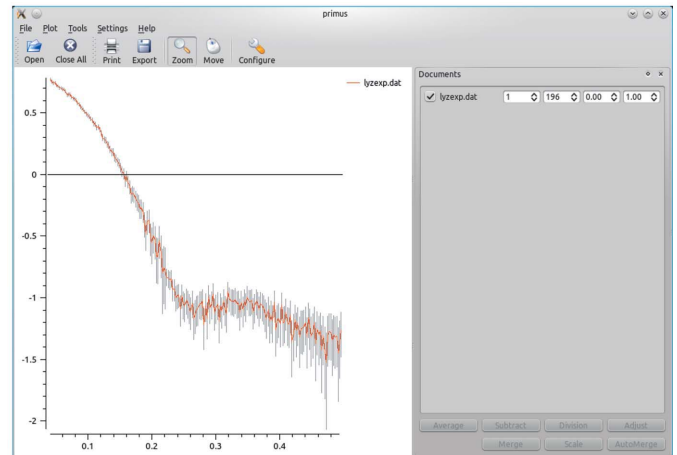 primus
File Plot Tools Settings Help
Open Close All Print Export Zoom Move Configure
lyzexp.dat
0.5
0
-0.5
-1
-1.5
-2
0.1 0.2 0.3 0.4
Documents
lyzexp.dat 1 196 0.00 1.00
Average Subtract Division Adjust
Merge Scale AutoMerge